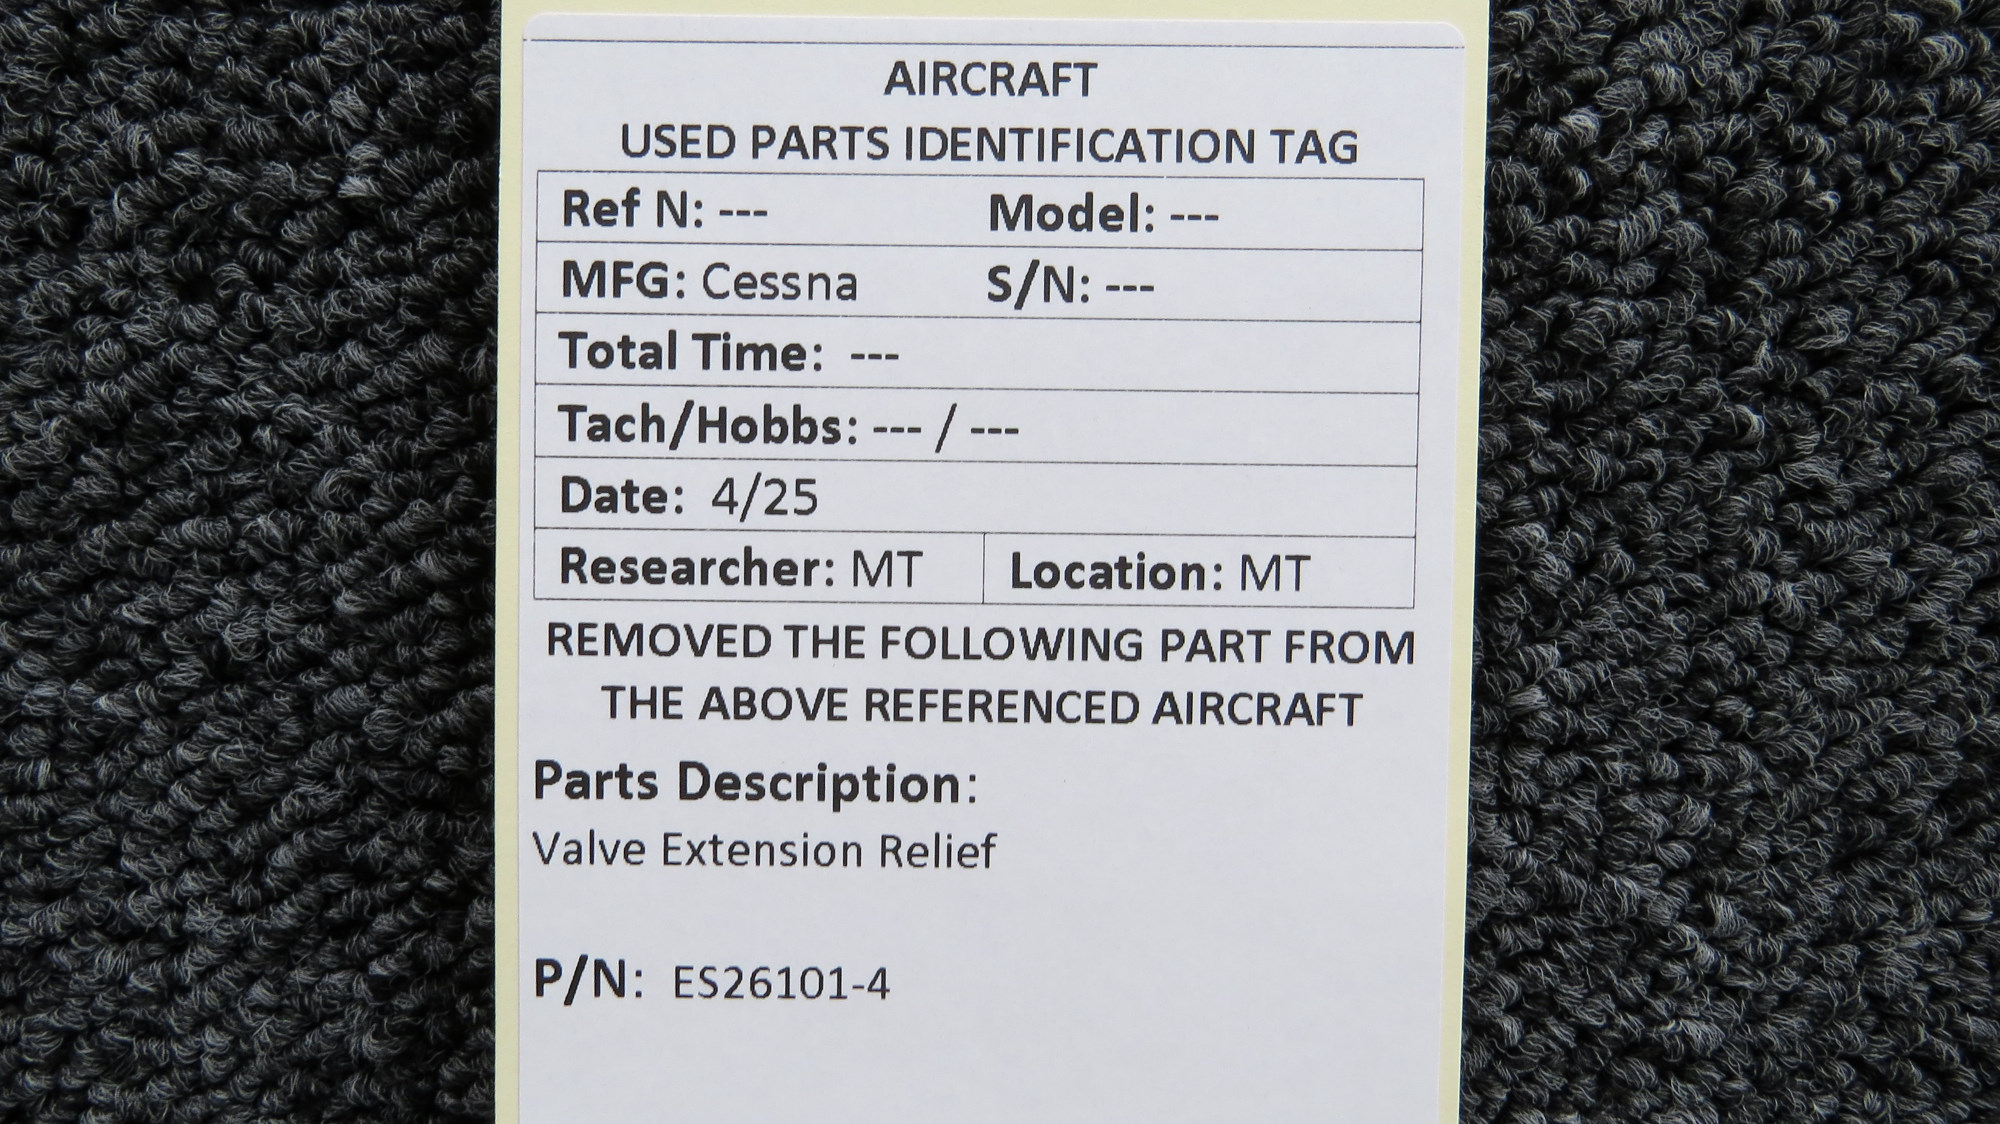 AIRCRAFT
USED PARTS IDENTIFICATION TAG
Ref N: --- Model: ---
MFG: Cessna S/N: ---
Total Time: ---
Tach/Hobbs: --- / ---
Date: 4/25
Researcher: MT Location: MT
REMOVED THE FOLLOWING PART FROM
THE ABOVE REFERENCED AIRCRAFT
Parts Description:
Valve Extension Relief
P/N: ES26101-4